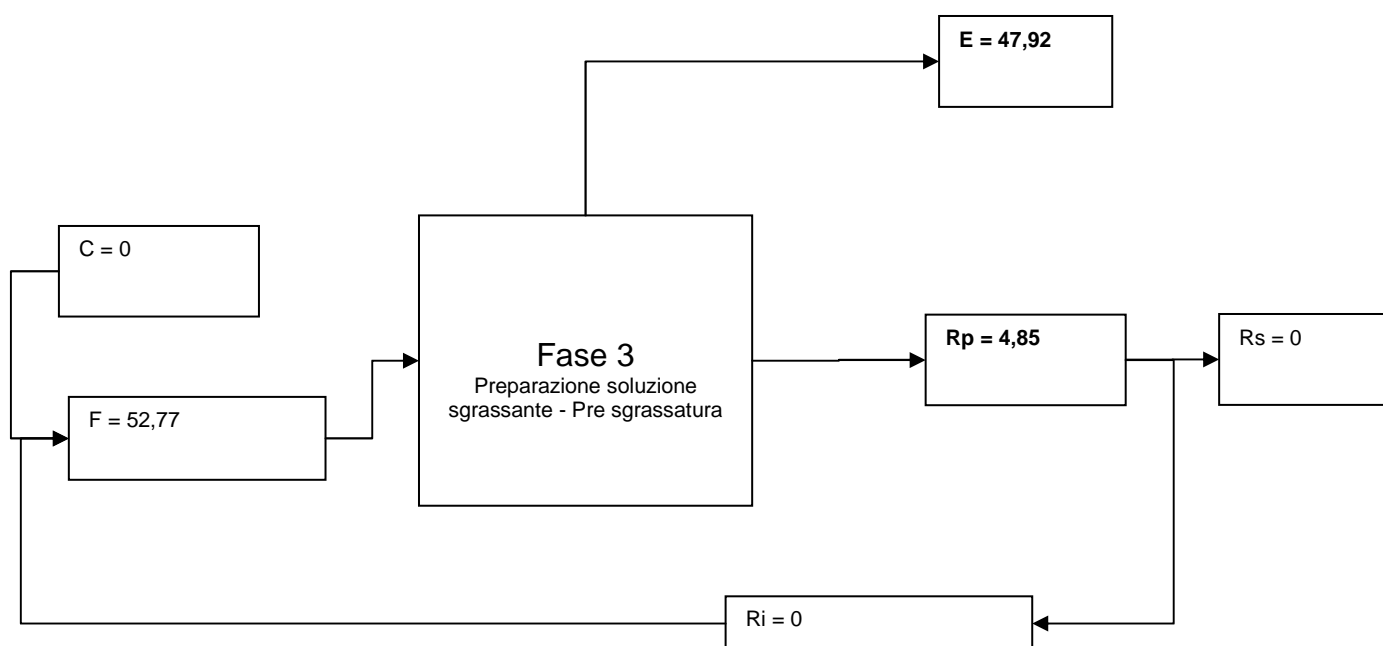 E = 47,92
C = 0
Fase 3
Preparazione soluzione
sgrassante - Pre sgrassatura
Rp = 4,85
Rs = 0
F = 52,77
Ri = 0